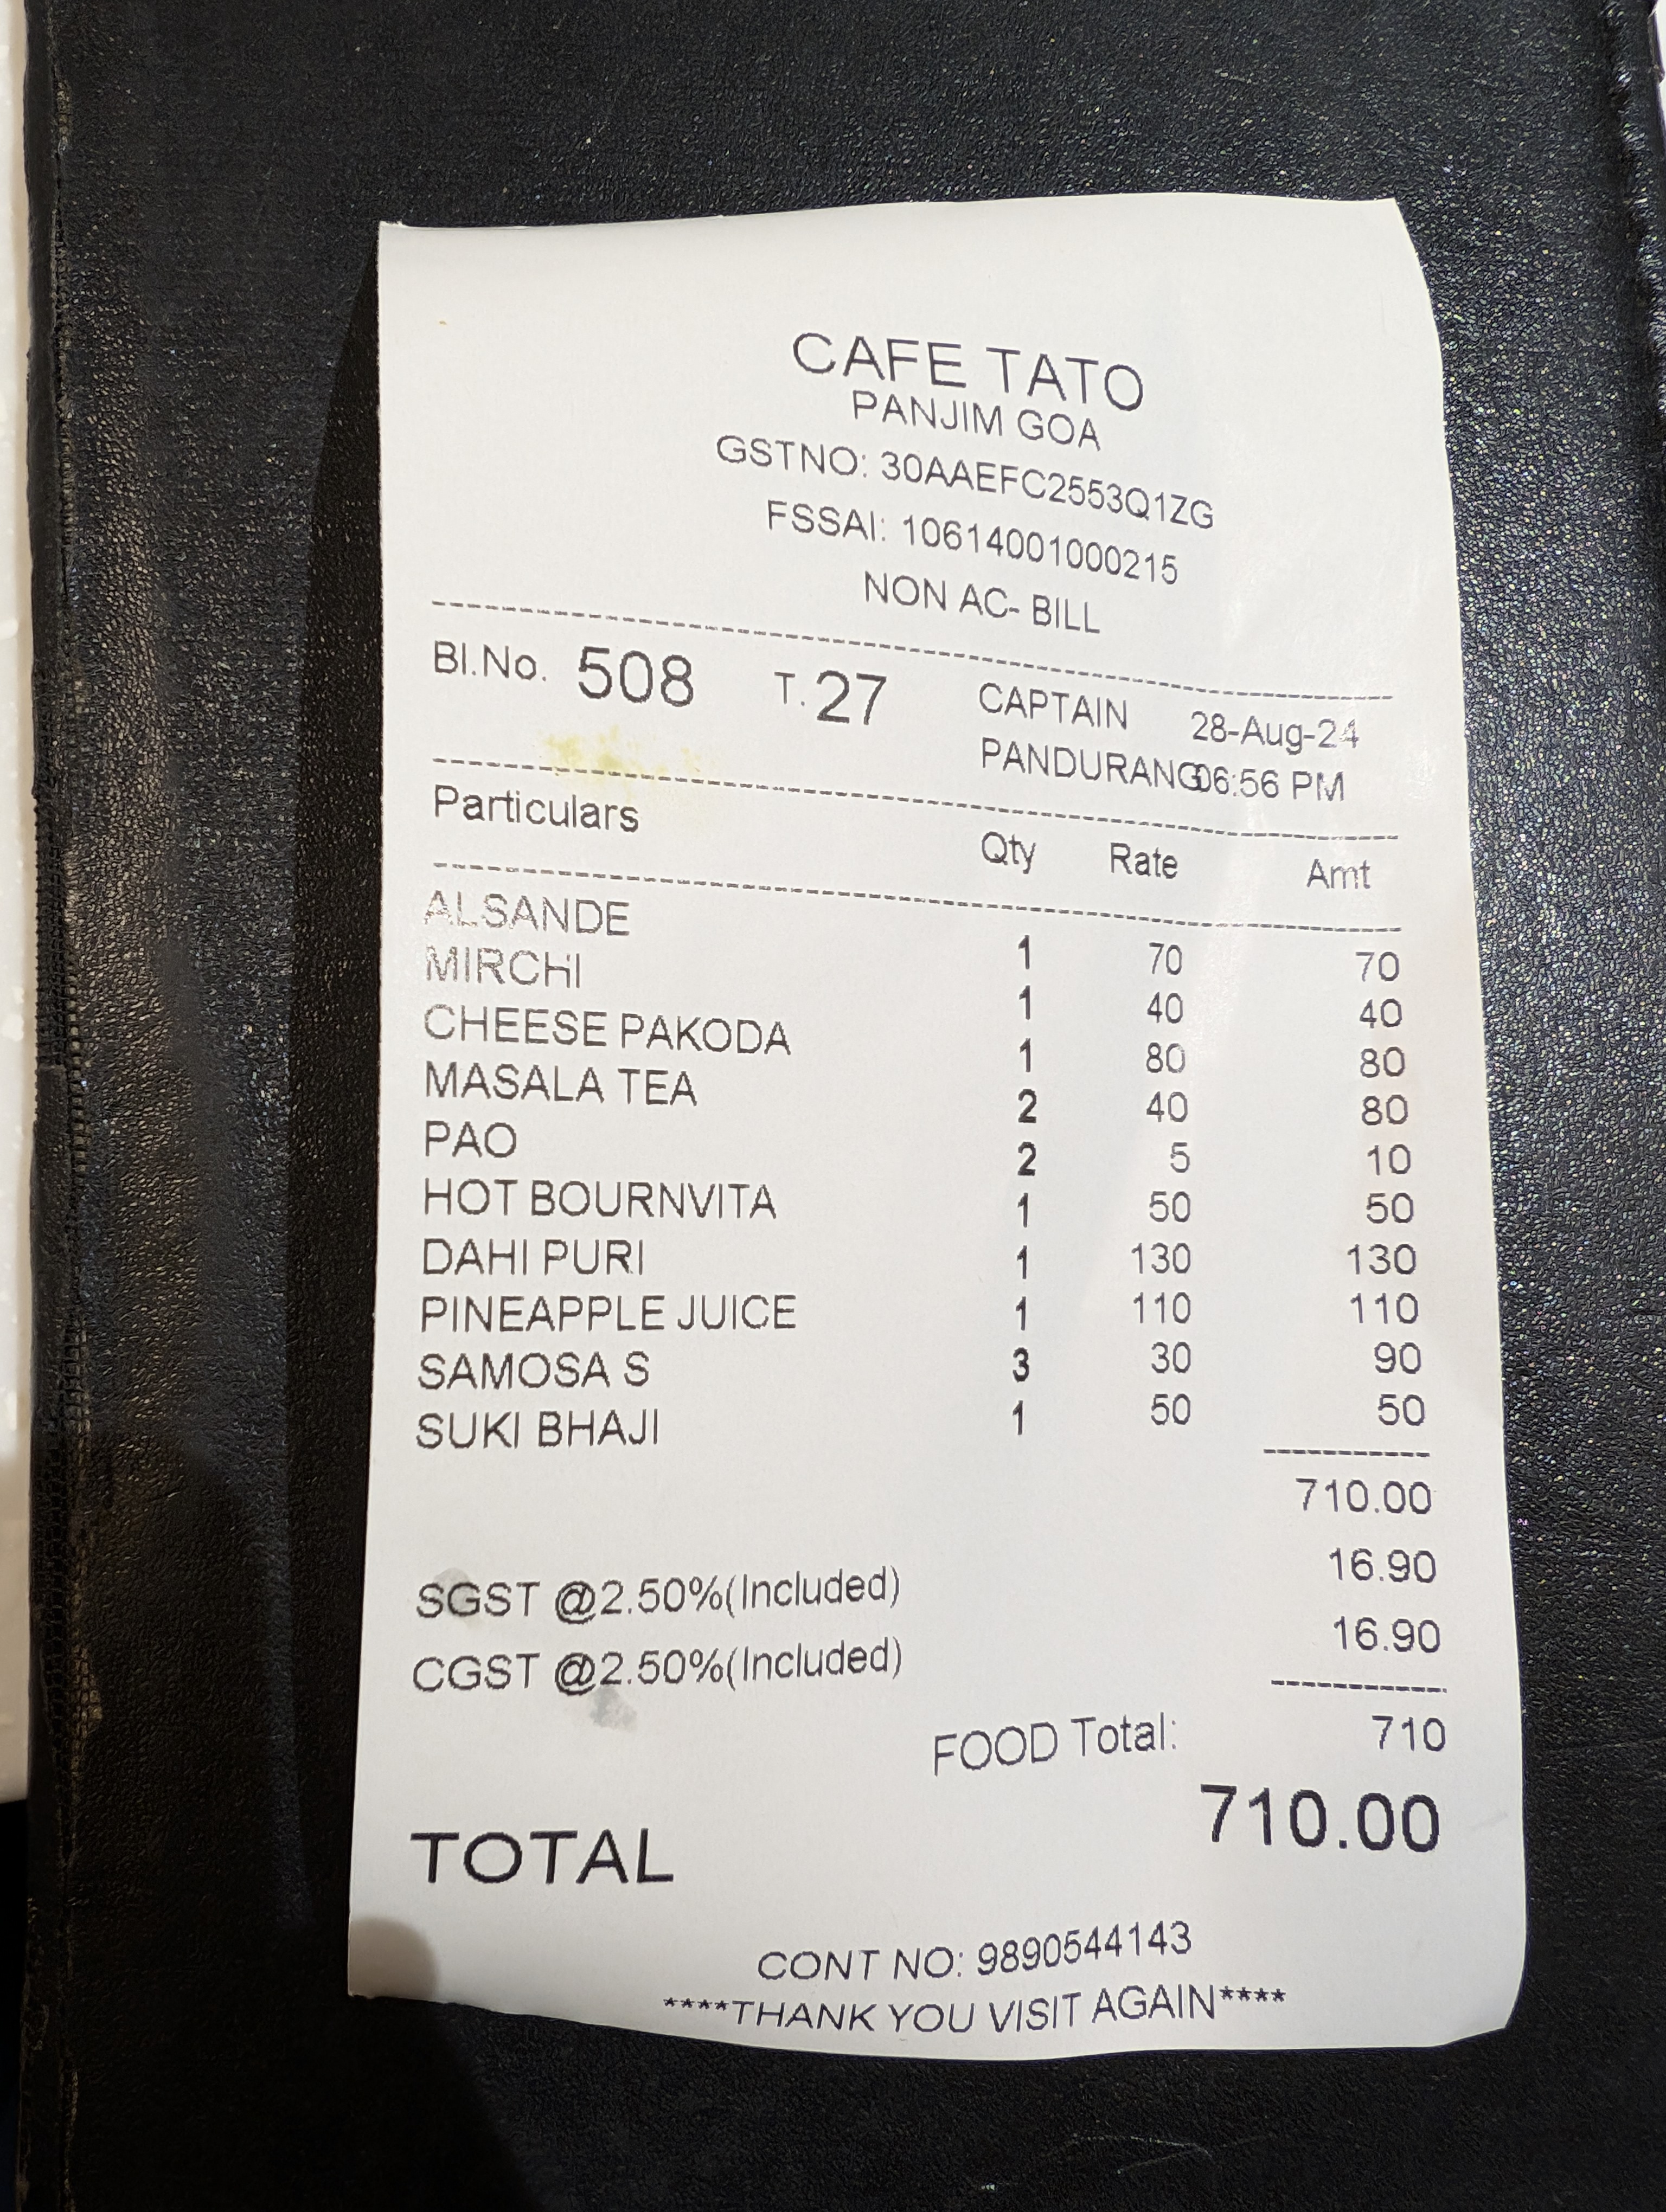 CAFE TATO
PANJIM GOA
GSTNO: 30AAEFC2553Q1ZG
FSSAI: 10614001000215
NON AC- BILL
Bl.No. 508 T.27 CAPTAIN 28-Aug-24
PANDURANG 06:56 PM
Particulars Qty Rate Amt
ALSANDE 1 70 70
MIRCHI 1 40 40
CHEESE PAKODA 1 80 80
MASALA TEA 2 40 80
PAO 2 5 10
HOT BOURNVITA 1 50 50
DAHI PURI 1 130 130
PINEAPPLE JUICE 1 110 110
SAMOSA S 3 30 90
SUKI BHAJI 1 50 50
710.00
SGST @2.50%(Included) 16.90
CGST @2.50%(Included) 16.90
FOOD Total: 710
TOTAL 710.00
CONT NO: 9890544143
****THANK YOU VISIT AGAIN****